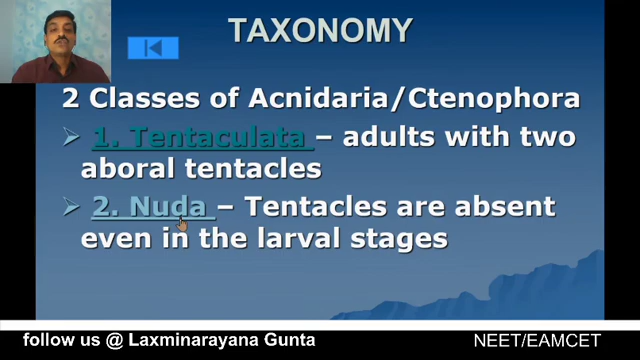 TAXONOMY
2 Classes of Acnidaria/Ctenophora
➢ 1. Tentaculata – adults with two
aboral tentacles
➢ 2. Nuda – Tentacles are absent
even in the larval stages
follow us @ Laxminarayana Gunta
NEET/EAMCET